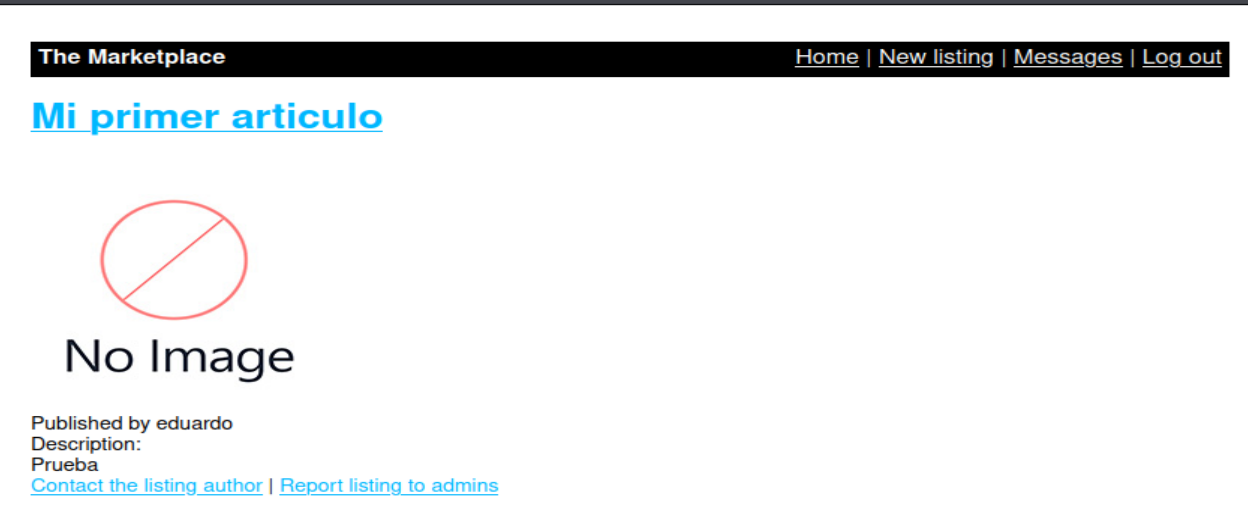 The Marketplace
Home | New listing | Messages | Log out
Mi primer articulo
No Image
Published by eduardo
Description:
Prueba
Contact the listing author | Report listing to admins